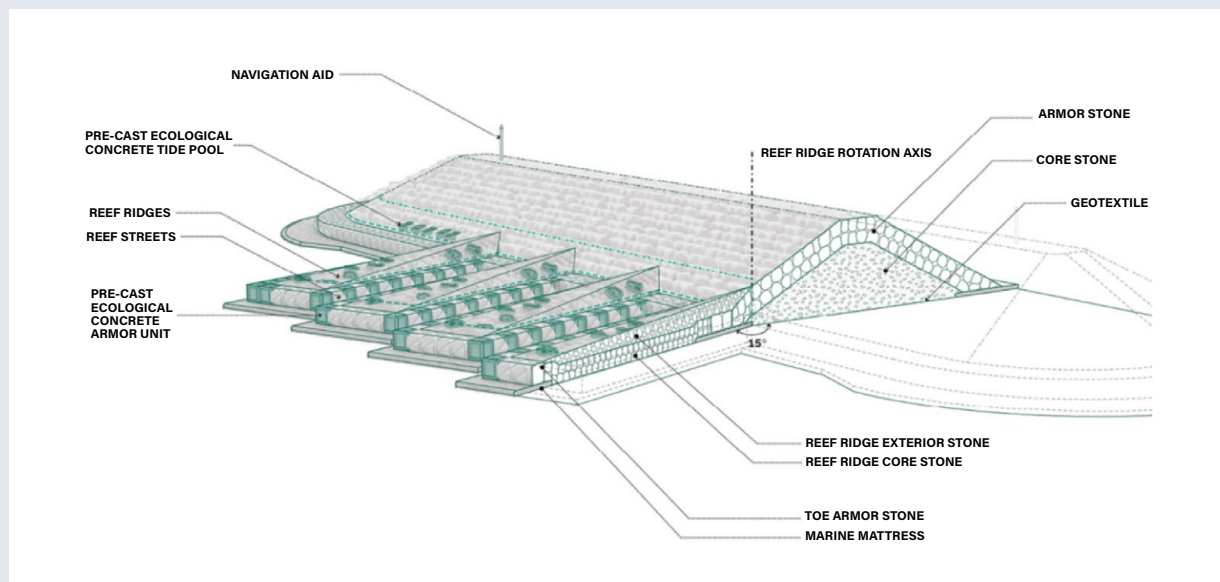 NAVIGATION AID
ARMOR STONE
PRE-CAST ECOLOGICAL
CONCRETE TIDE POOL
REEF RIDGE ROTATION AXIS
CORE STONE
GEOTEXTILE
REEF RIDGES
REEF STREETS
PRE-CAST
ECOLOGICAL
CONCRETE
ARMOR UNIT
15°
REEF RIDGE EXTERIOR STONE
REEF RIDGE CORE STONE
TOE ARMOR STONE
MARINE MATTRESS